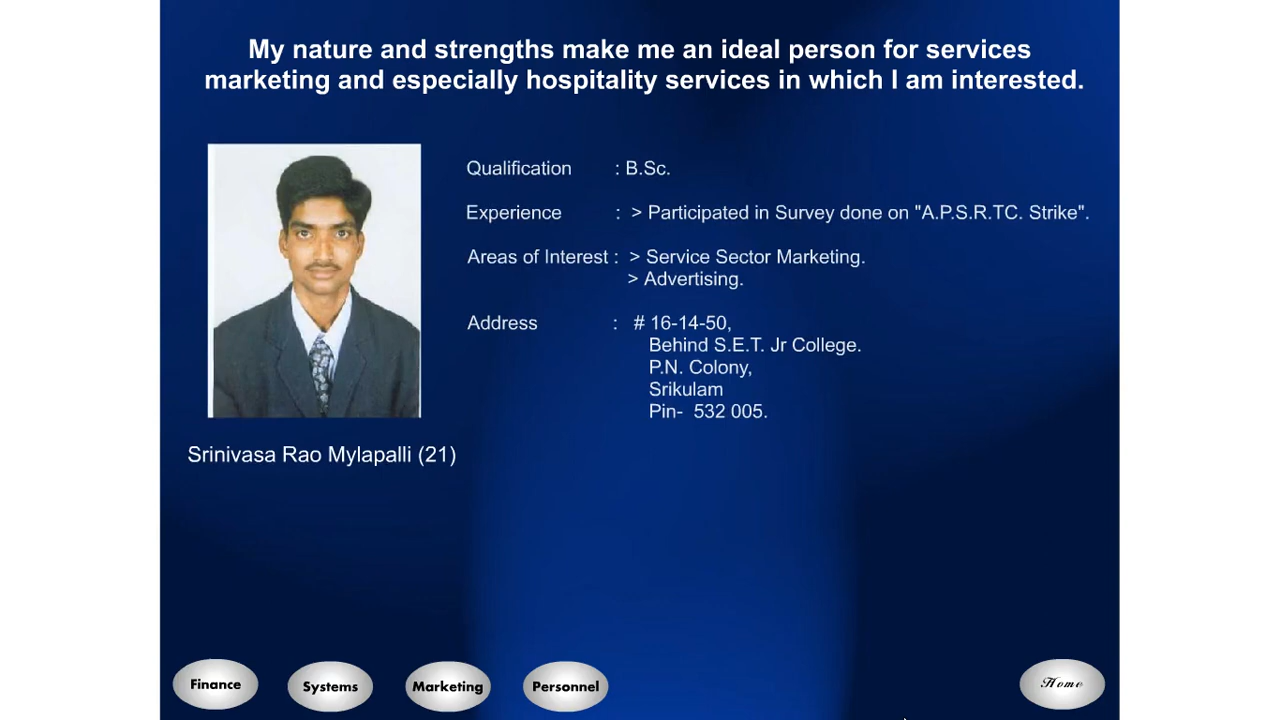 My nature and strengths make me an ideal person for services
marketing and especially hospitality services in which I am interested.
Qualification : B.Sc.
Experience : > Participated in Survey done on "A.P.S.R.TC. Strike".
Areas of Interest : > Service Sector Marketing.
> Advertising.
Address : # 16-14-50,
Behind S.E.T. Jr College.
P.N. Colony,
Srikulam
Pin- 532 005.
Srinivasa Rao Mylapalli (21)
Finance Systems Marketing Personnel Home